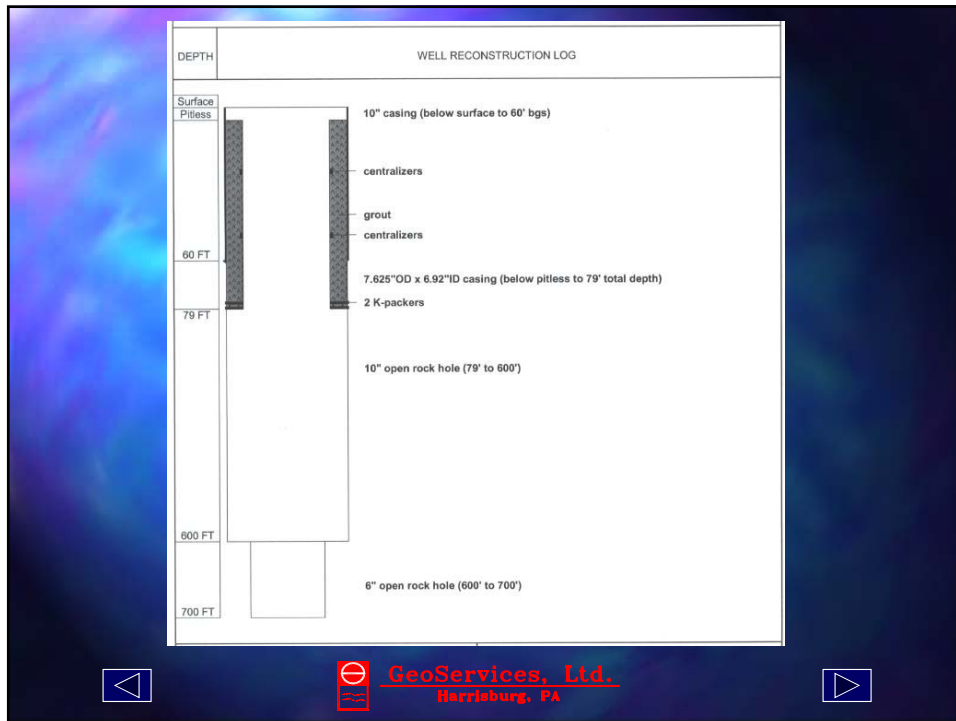 DEPTH
WELL RECONSTRUCTION LOG
Surface
Pitless
10" casing (below surface to 60' bgs)
centralizers
grout
centralizers
60 FT
7.625"OD x 6.92"ID casing (below pitless to 79' total depth)
2 K-packers
79 FT
10" open rock hole (79' to 600')
600 FT
6" open rock hole (600' to 700')
700 FT
GeoServices, Ltd.
Harrisburg, PA